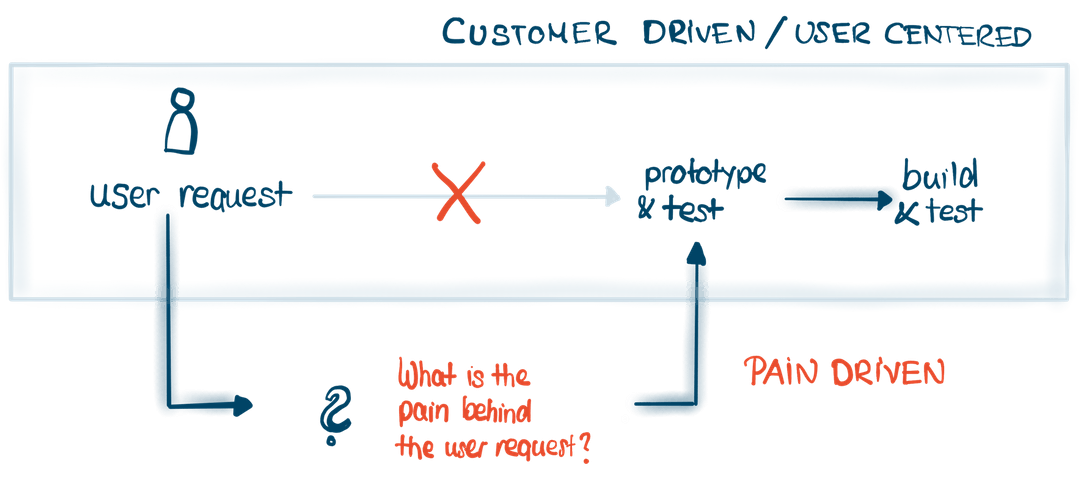 CUSTOMER DRIVEN / USER CENTERED
user request
prototype
& test
build
& test
What is the
pain behind
the user request?
PAIN DRIVEN
?